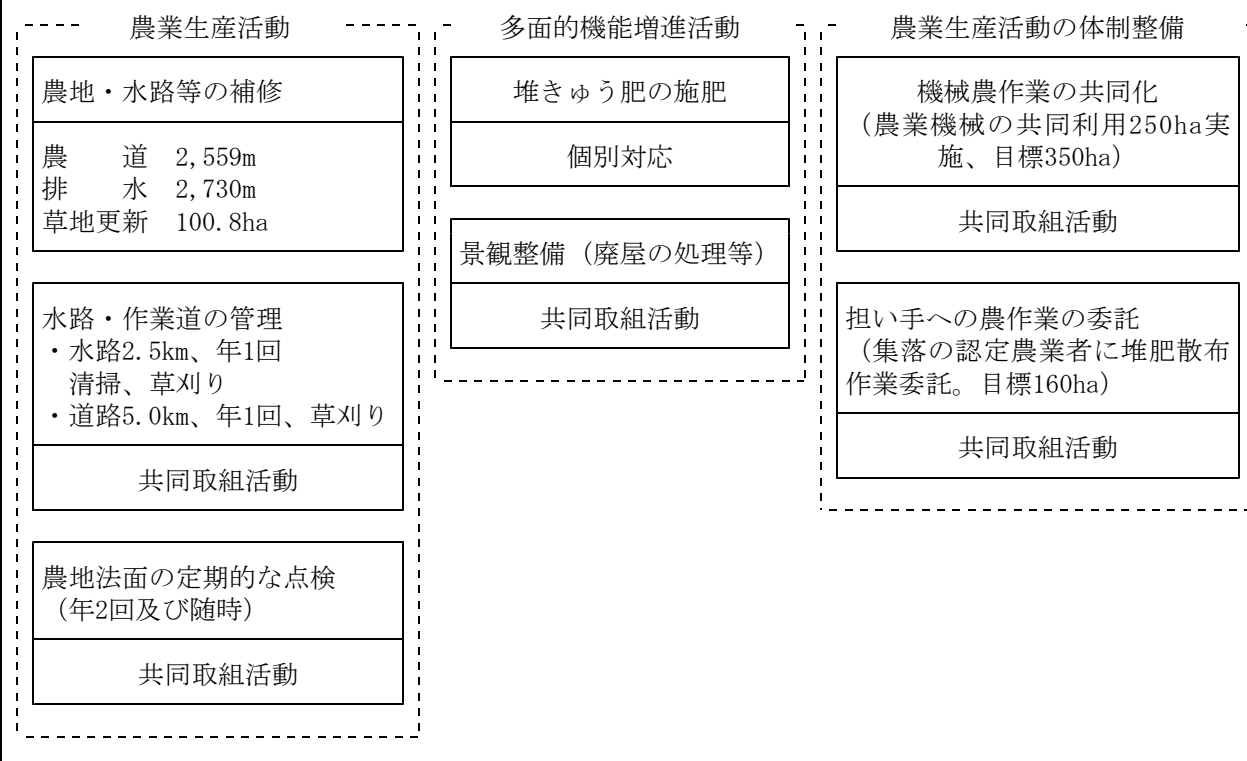 農業生産活動
農地・水路等の補修
農　　道　2,559m
排　　水　2,730m
草地更新　100.8ha
水路・作業道の管理
・水路2.5km、年1回
清掃、草刈り
・道路5.0km、年1回、草刈り
共同取組活動
農地法面の定期的な点検
（年2回及び随時）
共同取組活動
多面的機能増進活動
堆きゅう肥の施肥
個別対応
景観整備（廃屋の処理等）
共同取組活動
農業生産活動の体制整備
機械農作業の共同化
（農業機械の共同利用250ha実
施、目標350ha）
共同取組活動
担い手への農作業の委託
（集落の認定農業者に堆肥散布
作業委託。目標160ha）
共同取組活動